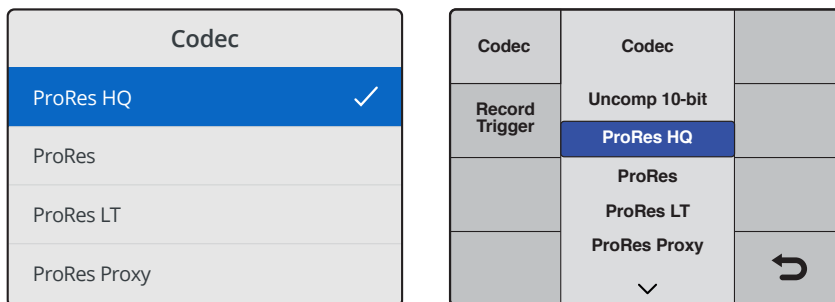 Codec
ProRes HQ
ProRes
ProRes LT
ProRes Proxy
Codec
Record
Trigger
Codec
Uncomp 10-bit
ProRes HQ
ProRes
ProRes LT
ProRes Proxy